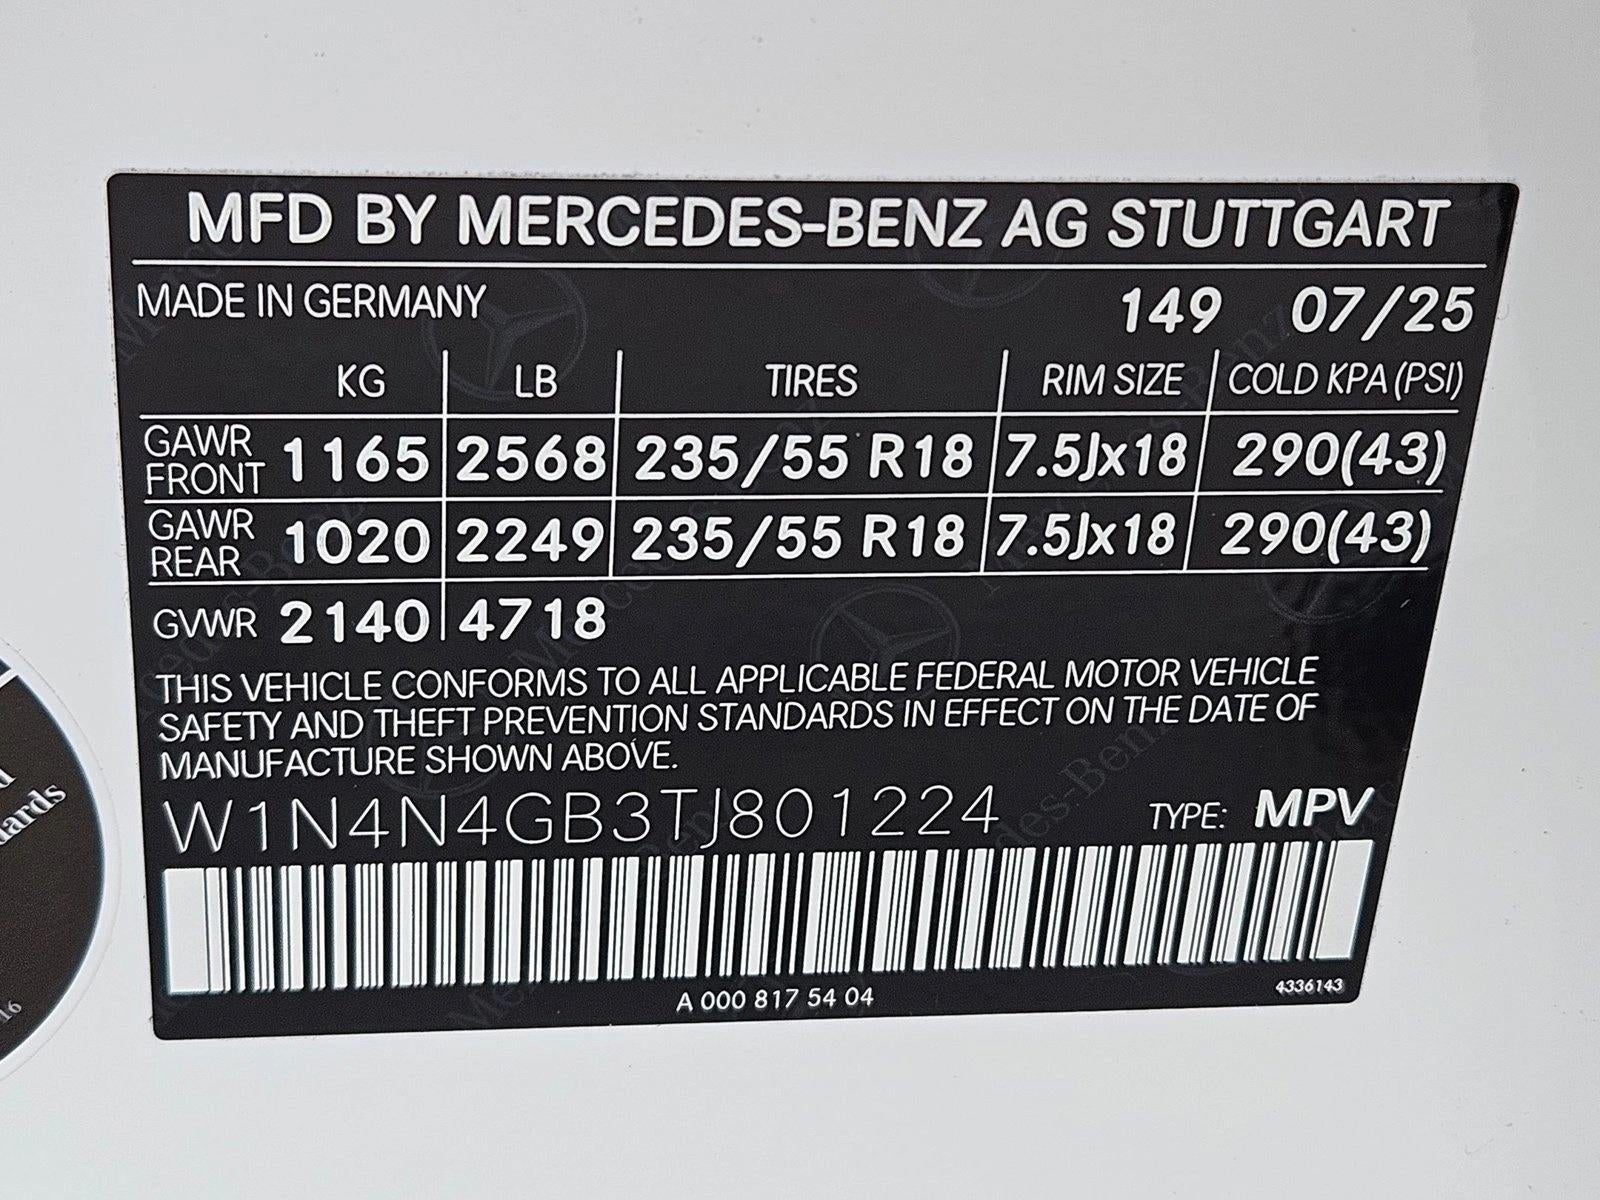 MFD BY MERCEDES-BENZ AG STUTTGART
MADE IN GERMANY 149 07/25
KG LB TIRES RIM SIZE COLD KPA (PSI)
GAWR FRONT 1165 2568 235/55 R18 7.5Jx18 290(43)
GAWR REAR 1020 2249 235/55 R18 7.5Jx18 290(43)
GVWR 2140 4718
THIS VEHICLE CONFORMS TO ALL APPLICABLE FEDERAL MOTOR VEHICLE
SAFETY AND THEFT PREVENTION STANDARDS IN EFFECT ON THE DATE OF
MANUFACTURE SHOWN ABOVE.
W1N4N4GB3TJ801224 TYPE: MPV
A 000 817 54 04
4336143